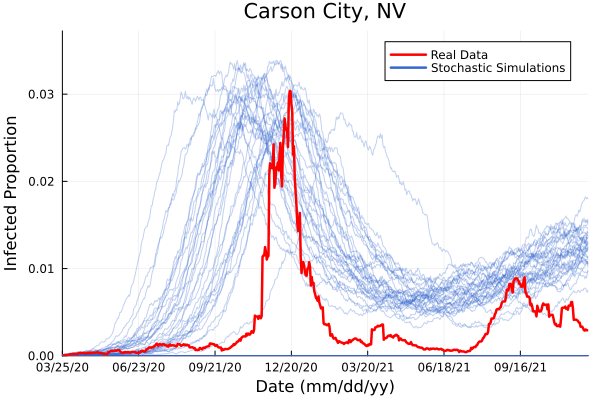 Carson City, NV
Real Data
Stochastic Simulations
Infected Proportion
0.03
0.02
0.01
0.00
03/25/20 06/23/20 09/21/20 12/20/20 03/20/21 06/18/21 09/16/21
Date (mm/dd/yy)